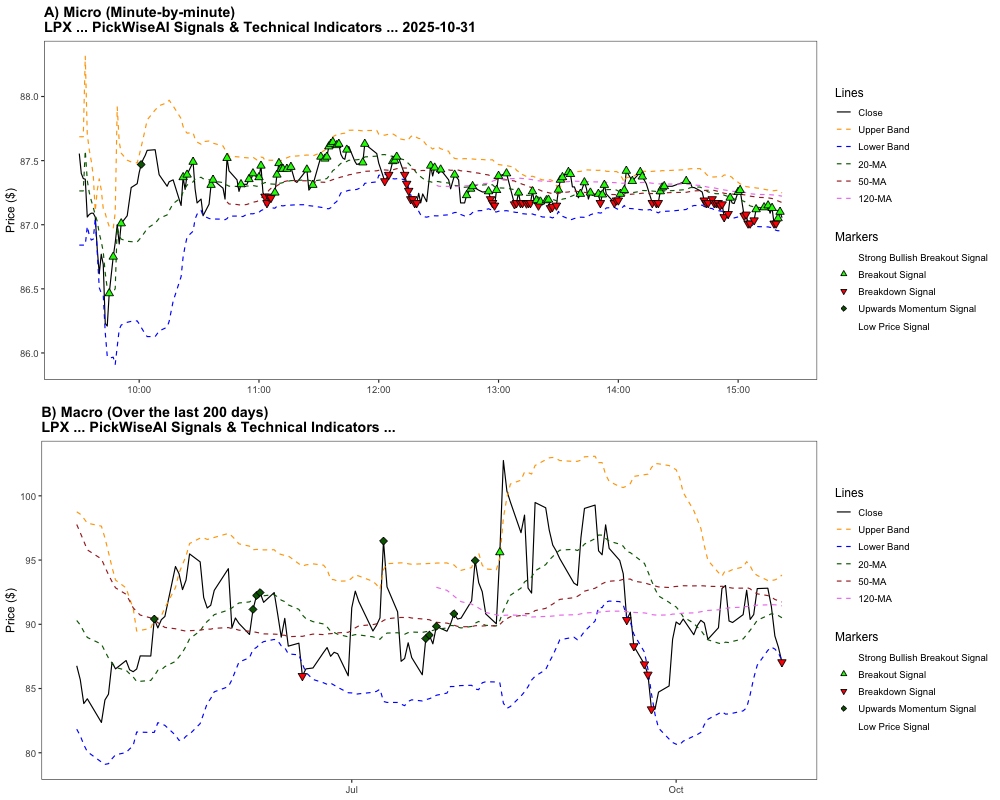 A) Micro (Minute-by-minute)
LPX ... PickWiseAI Signals & Technical Indicators ... 2025-10-31
Price ($)
88.0
87.5
87.0
86.5
86.0
10:00
11:00
12:00
13:00
14:00
15:00
Lines
Close
Upper Band
Lower Band
20-MA
50-MA
120-MA
Markers
Strong Bullish Breakout Signal
Breakout Signal
Breakdown Signal
Upwards Momentum Signal
Low Price Signal
B) Macro (Over the last 200 days)
LPX ... PickWiseAI Signals & Technical Indicators ...
Price ($)
100
95
90
85
80
Jul
Oct
Lines
Close
Upper Band
Lower Band
20-MA
50-MA
120-MA
Markers
Strong Bullish Breakout Signal
Breakout Signal
Breakdown Signal
Upwards Momentum Signal
Low Price Signal